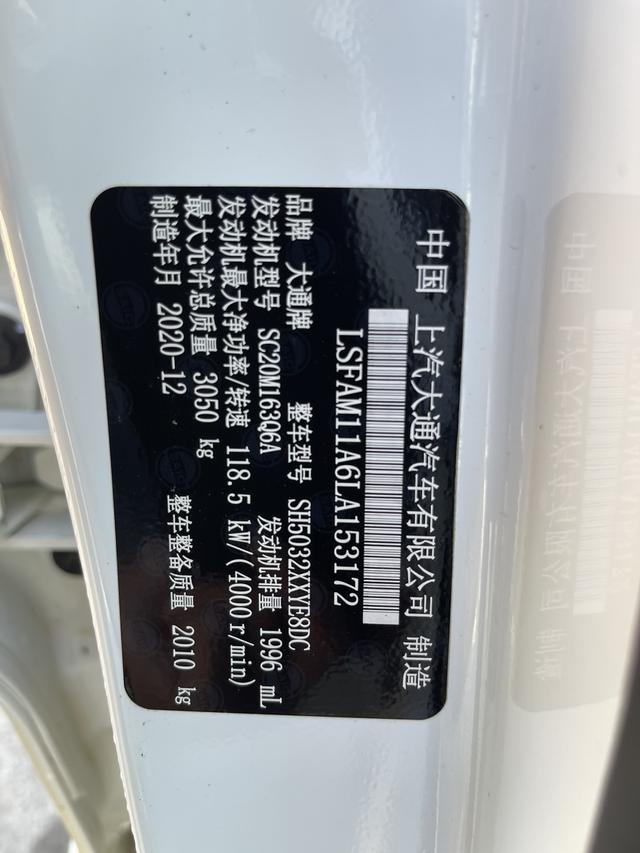 中国 上汽大通汽车有限公司 制造
LSFAM11A6LA153172
品牌 大通牌 整车型号 SH5032XXYE8DC
发动机型号 SC20M163Q6A 发动机排量 1996 mL
发动机最大净功率/转速 118.5 kW/(4000r/min)
最大允许总质量 3050 kg 整车整备质量 2010 kg
制造年月 2020-12